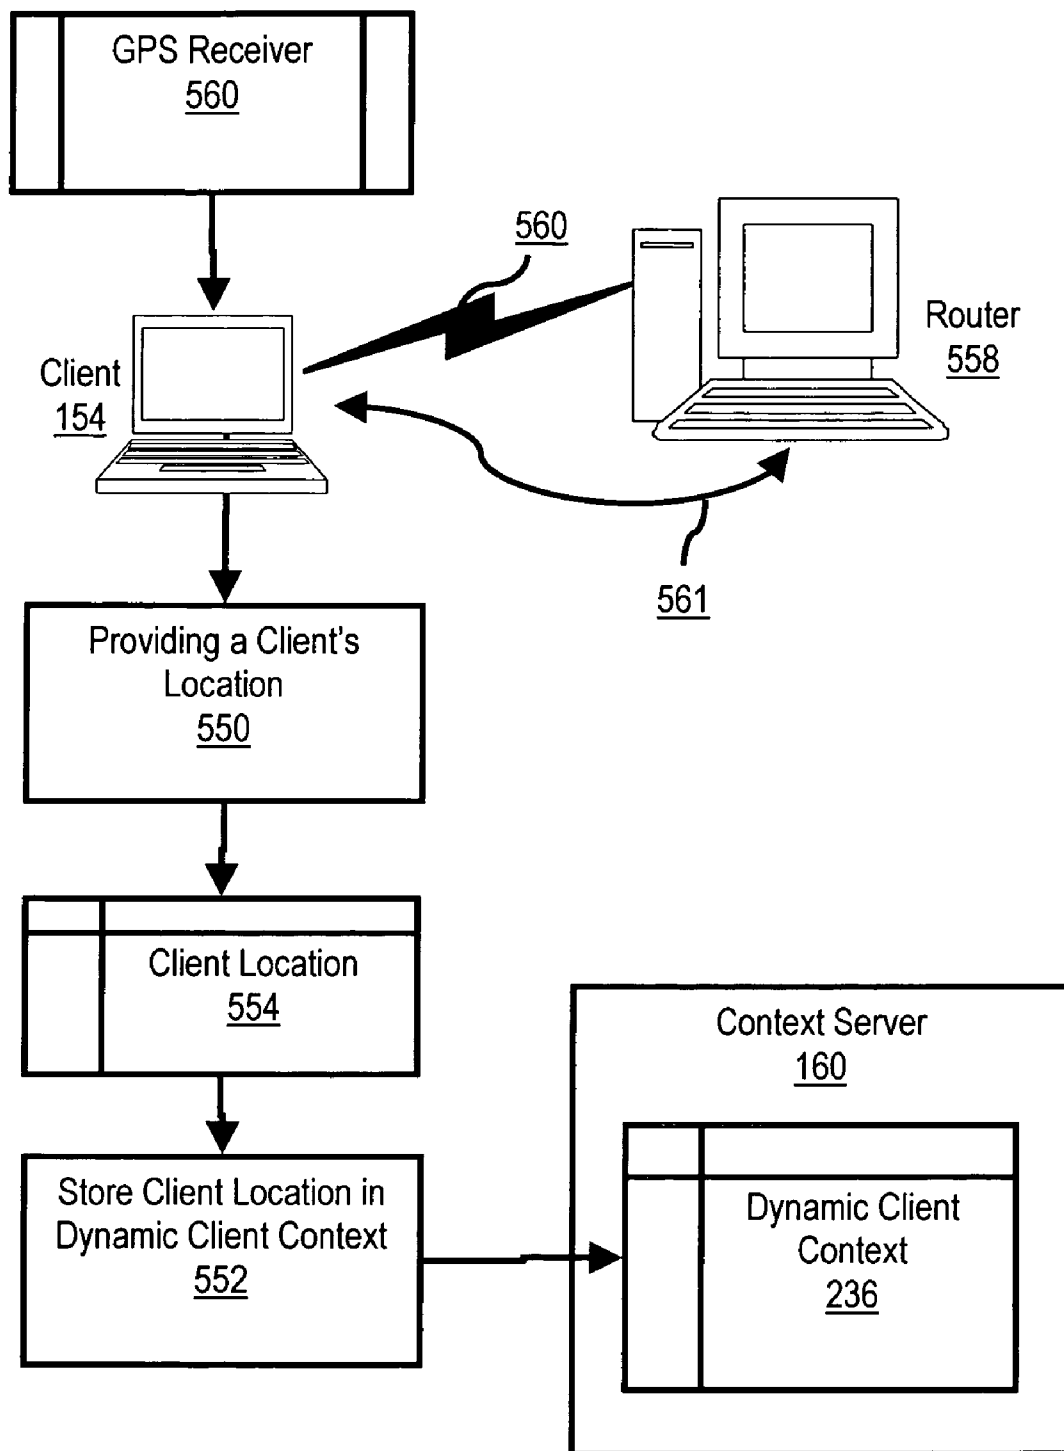 GPS Receiver
560
560
Router
558
Client
154
561
Providing a Client's
Location
550
Client Location
554
Context Server
160
Store Client Location in
Dynamic Client Context
552
Dynamic Client
Context
236